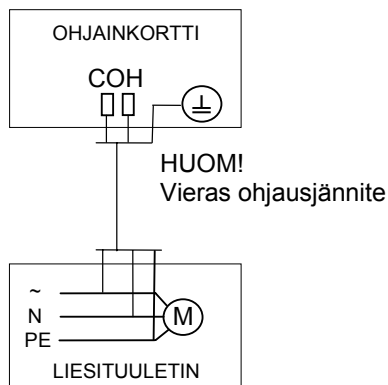 OHJAINKORTTI
COH
HUOM!
Vieras ohjausjännite
~
N
M
PE
LIESITUULETIN